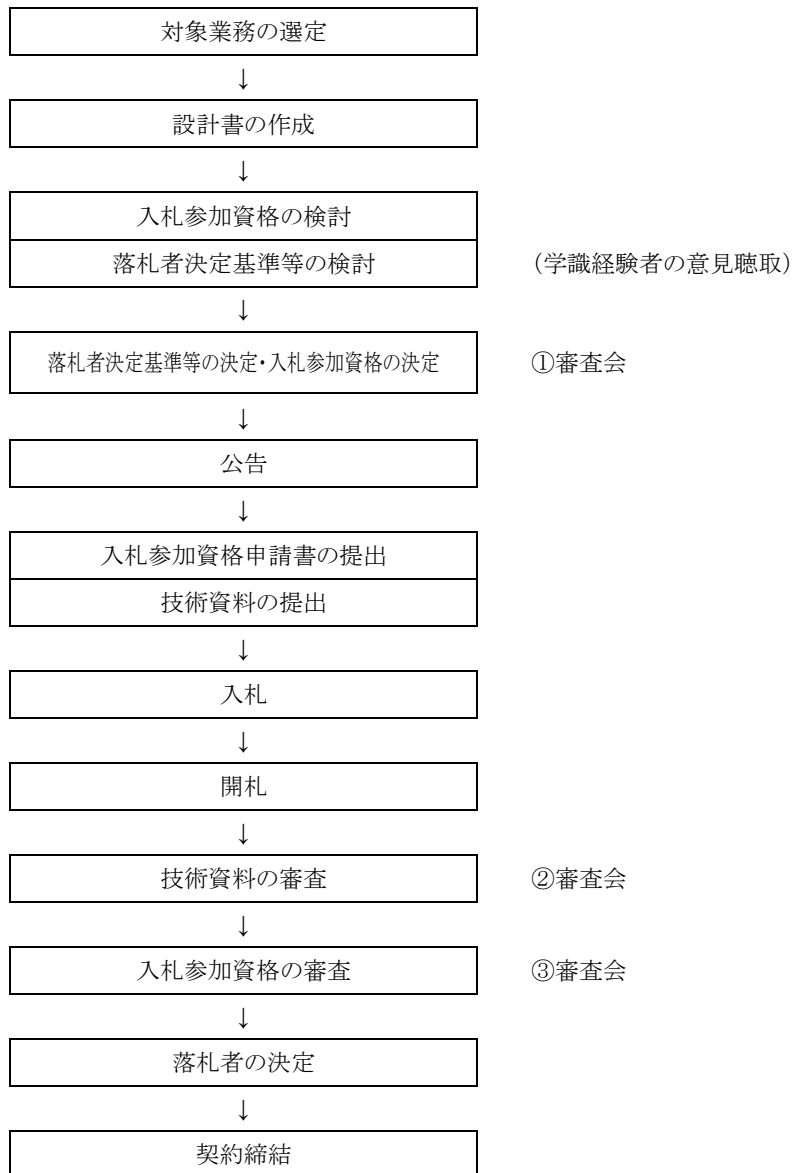 対象業務の選定
↓
設計書の作成
↓
入札参加資格の検討
落札者決定基準等の検討 （学識経験者の意見聴取）
↓
落札者決定基準等の決定・入札参加資格の決定 ①審査会
↓
公告
↓
入札参加資格申請書の提出
技術資料の提出
↓
入札
↓
開札
↓
技術資料の審査 ②審査会
↓
入札参加資格の審査 ③審査会
↓
落札者の決定
↓
契約締結